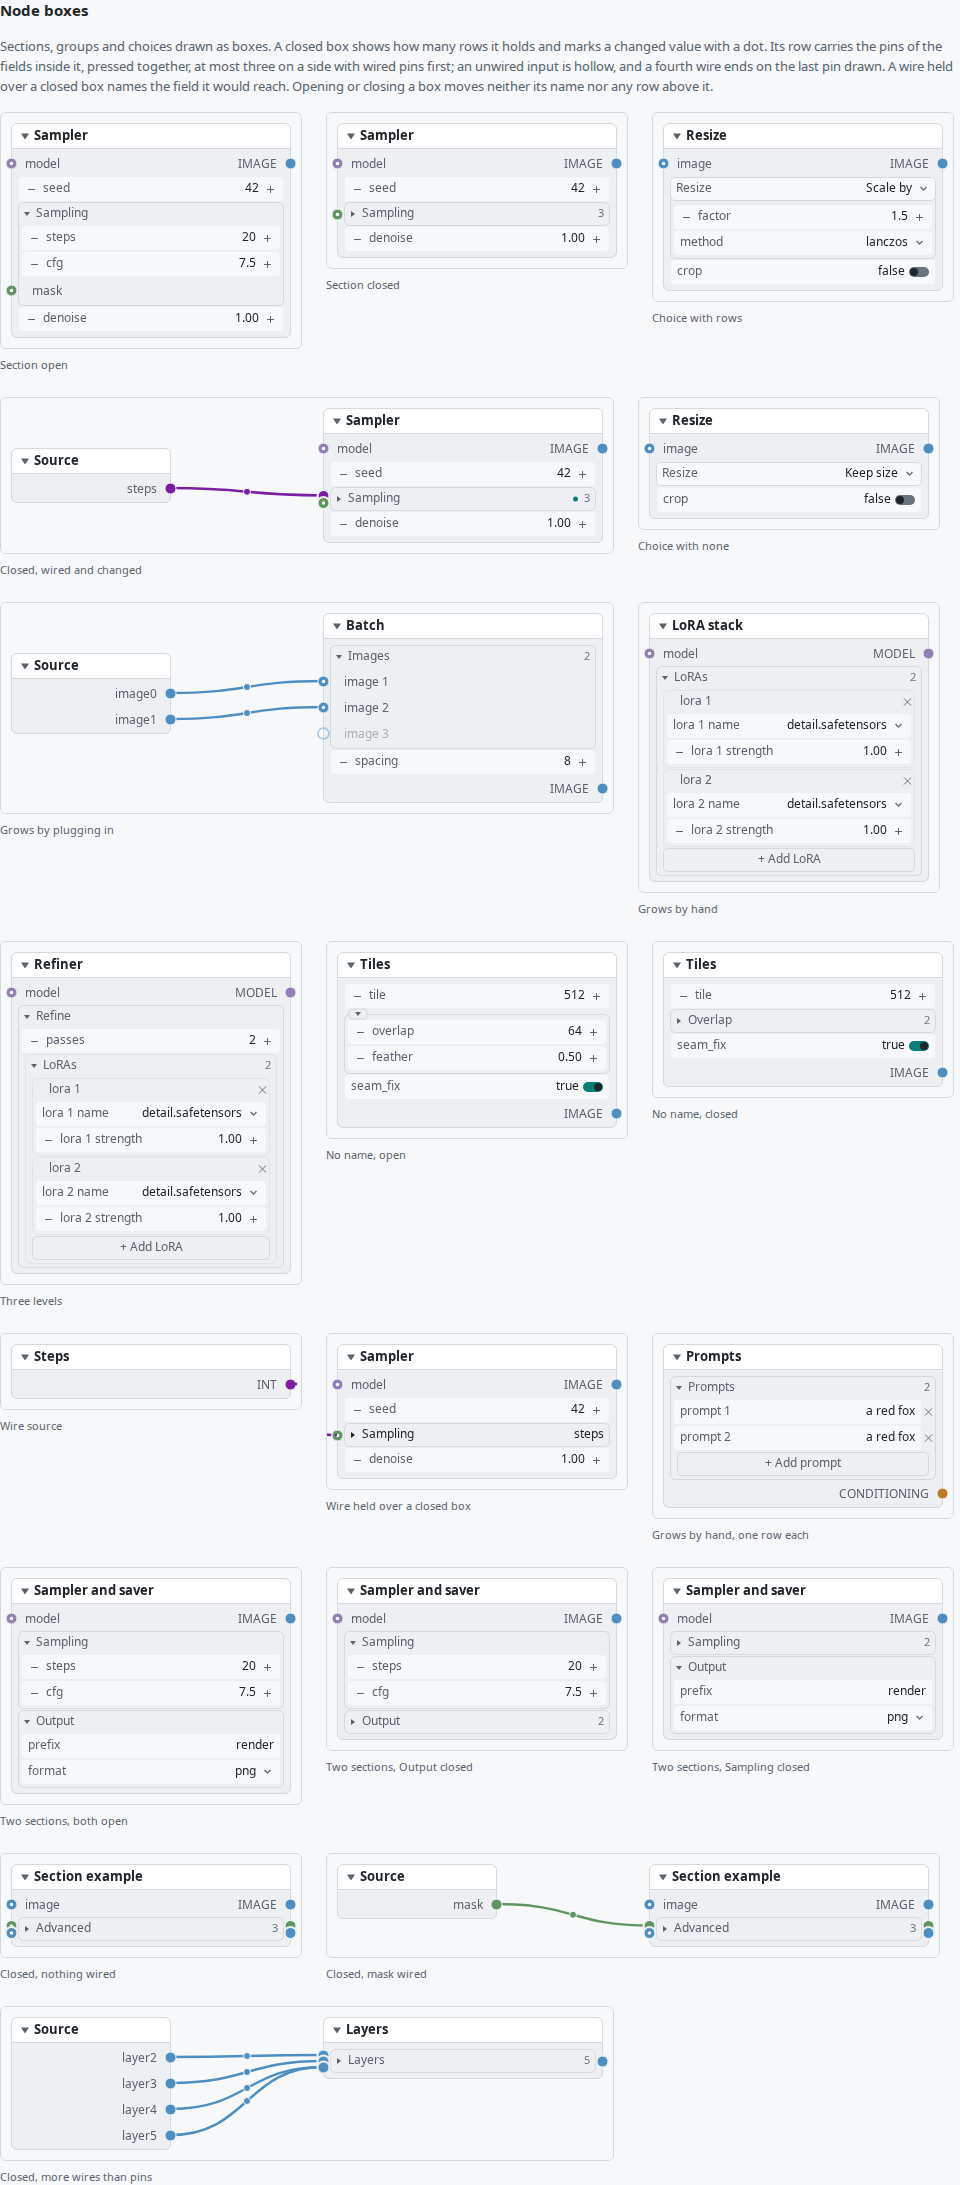 Node boxes
Sections, groups and choices drawn as boxes. A closed box shows how many rows it holds and marks a changed value with a dot. Its row carries the pins of the
fields inside it, pressed together, at most three on a side with wired pins first; an unwired input is hollow, and a fourth wire ends on the last pin drawn. A wire held
over a closed box names the field it would reach. Opening or closing a box moves neither its name nor any row above it.
Sampler
model IMAGE
– seed 42 +
Sampling
– steps 20 +
– cfg 7.5 +
mask
– denoise 1.00 +
Section open
Sampler
model IMAGE
– seed 42 +
Sampling 3
– denoise 1.00 +
Section closed
Resize
image IMAGE
Resize Scale by
– factor 1.5 +
method lanczos
crop false
Choice with rows
Source
steps
Sampler
model IMAGE
– seed 42 +
Sampling 3
– denoise 1.00 +
Closed, wired and changed
Resize
image IMAGE
Resize Keep size
crop false
Choice with none
Source
image0
image1
Batch
Images 2
image 1
image 2
image 3
– spacing 8 +
IMAGE
Grows by plugging in
LoRA stack
model MODEL
LoRAs 2
lora 1 ×
lora 1 name detail.safetensors
– lora 1 strength 1.00 +
lora 2 ×
lora 2 name detail.safetensors
– lora 2 strength 1.00 +
+ Add LoRA
Grows by hand
Refiner
model MODEL
Refine
– passes 2 +
LoRAs 2
lora 1 ×
lora 1 name detail.safetensors
– lora 1 strength 1.00 +
lora 2 ×
lora 2 name detail.safetensors
– lora 2 strength 1.00 +
+ Add LoRA
Three levels
Tiles
– tile 512 +
– overlap 64 +
– feather 0.50 +
seam_fix true
IMAGE
No name, open
Tiles
– tile 512 +
Overlap 2
seam_fix true
IMAGE
No name, closed
Steps
INT
Wire source
Sampler
model IMAGE
– seed 42 +
Sampling steps
– denoise 1.00 +
Wire held over a closed box
Prompts
Prompts 2
prompt 1 a red fox ×
prompt 2 a red fox ×
+ Add prompt
CONDITIONING
Grows by hand, one row each
Sampler and saver
model IMAGE
Sampling
– steps 20 +
– cfg 7.5 +
Output
prefix render
format png
Two sections, both open
Sampler and saver
model IMAGE
Sampling
– steps 20 +
– cfg 7.5 +
Output 2
Two sections, Output closed
Sampler and saver
model IMAGE
Sampling 2
Output
prefix render
format png
Two sections, Sampling closed
Section example
image IMAGE
Advanced 3
Closed, nothing wired
Source
mask
Section example
image IMAGE
Advanced 3
Closed, mask wired
Source
layer2
layer3
layer4
layer5
Layers
Layers 5
Closed, more wires than pins